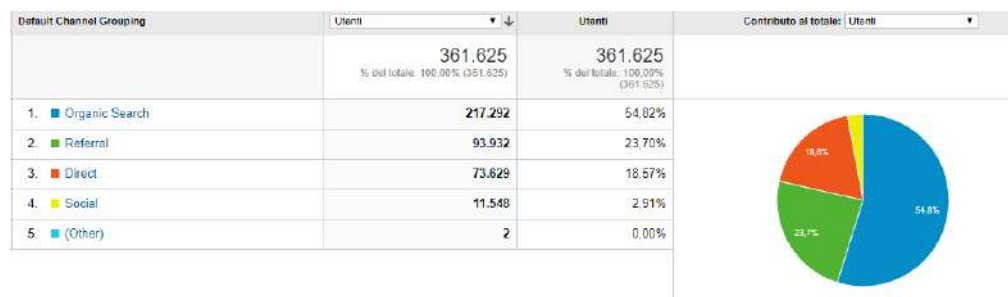 Default Channel Grouping Utenti Utenti Contributo al totale: Utenti
361.625 361.625
% del totale: 100,00% (361.625) % del totale: 100,00%
(361.625)
1. Organic Search 217.292 54,82%
2. Referral 93.932 23,70%
3. Direct 73.629 18,57%
4. Social 11.548 2,91%
5. (Other) 2 0,00%
18,6%
54,8%
23,7%